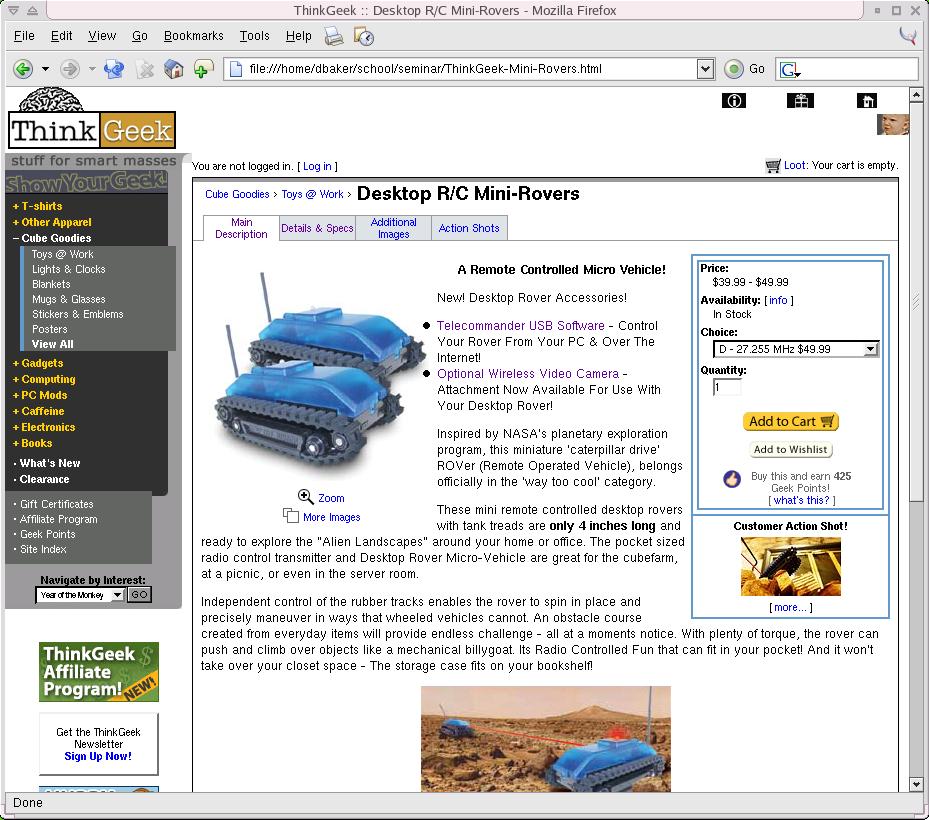 ThinkGeek :: Desktop R/C Mini-Rovers - Mozilla Firefox
File Edit View Go Bookmarks Tools Help
file:///home/dbaker/school/seminar/ThinkGeek-Mini-Rovers.html
Go
G
ThinkGeek
stuff for smart masses
ShowYourGeek!
You are not logged in. [ Log in ]
Loot: Your cart is empty.
+ T-shirts
+ Other Apparel
– Cube Goodies
Toys @ Work
Lights & Clocks
Blankets
Mugs & Glasses
Stickers & Emblems
Posters
View All
+ Gadgets
+ Computing
+ PC Mods
+ Caffeine
+ Electronics
+ Books
· What's New
· Clearance
· Gift Certificates
· Affiliate Program
· Geek Points
· Site Index
Navigate by Interest:
Year of the Monkey GO
ThinkGeek
Affiliate
Program!
NEW!
Get the ThinkGeek
Newsletter
Sign Up Now!
Cube Goodies › Toys @ Work › Desktop R/C Mini-Rovers
Main
Description
Details & Specs
Additional
Images
Action Shots
Zoom
More Images
A Remote Controlled Micro Vehicle!
New! Desktop Rover Accessories!
• Telecommander USB Software - Control
Your Rover From Your PC & Over The
Internet!
• Optional Wireless Video Camera -
Attachment Now Available For Use With
Your Desktop Rover!
Inspired by NASA's planetary exploration
program, this miniature 'caterpillar drive'
ROVer (Remote Operated Vehicle), belongs
officially in the 'way too cool' category.
These mini remote controlled desktop rovers
with tank treads are only 4 inches long and
ready to explore the "Alien Landscapes" around your home or office. The pocket sized
radio control transmitter and Desktop Rover Micro-Vehicle are great for the cubefarm,
at a picnic, or even in the server room.
Independent control of the rubber tracks enables the rover to spin in place and
precisely maneuver in ways that wheeled vehicles cannot. An obstacle course
created from everyday items will provide endless challenge - all at a moments notice. With plenty of torque, the rover can
push and climb over objects like a mechanical billygoat. Its Radio Controlled Fun that can fit in your pocket! And it won't
take over your closet space - The storage case fits on your bookshelf!
Price:
$39.99 - $49.99
Availability: [ info ]
In Stock
Choice:
D - 27.255 MHz $49.99
Quantity:
1
Add to Cart
Add to Wishlist
Buy this and earn 425
Geek Points!
[ what's this? ]
Customer Action Shot!
[ more... ]
Done